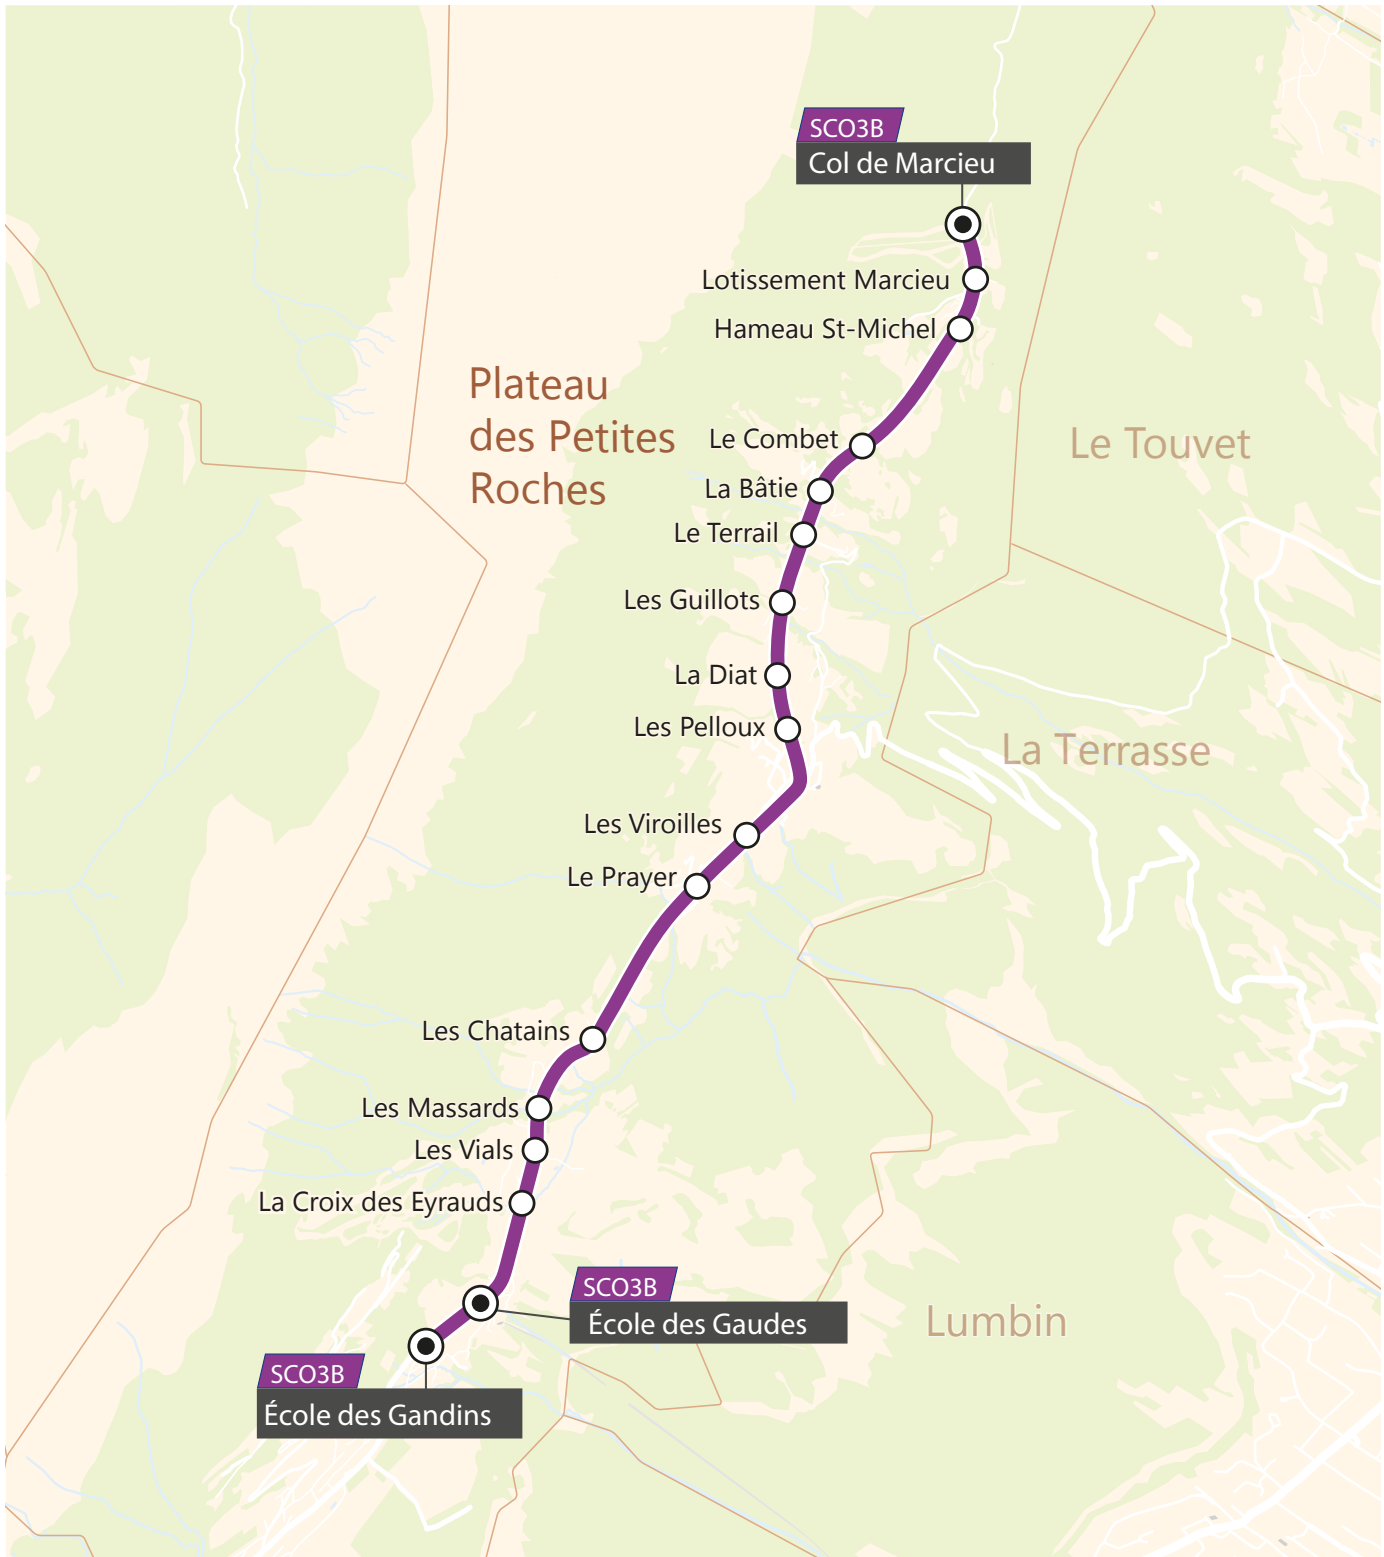 SCO3B
Col de Marcieu
Lotissement Marcieu
Hameau St-Michel
Plateau
des Petites
Roches
Le Combet
Le Touvet
La Bâtie
Le Terrail
Les Guillots
La Diat
Les Pelloux
La Terrasse
Les Viroilles
Le Prayer
Les Chatains
Les Massards
Les Vials
La Croix des Eyrauds
SCO3B
École des Gaudes
Lumbin
SCO3B
École des Gandins